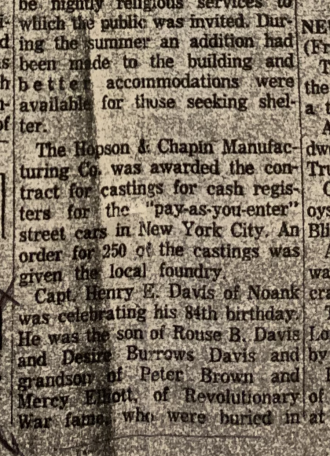 be nightly religious services to
which the public was invited. Dur-
ing the summer an addition had
been made to the building and
better accommodations were
available for those seeking shel-
ter.
The Hopson & Chapin Manufac-
turing Co. was awarded the con-
tract for castings for cash regis-
ters for the "pay-as-you-enter"
street cars in New York City. An
order for 250 of the castings was
given the local foundry.
Capt. Henry E. Davis of Noank
was celebrating his 84th birthday.
He was the son of Rouse B. Davis
and Desire Burrows Davis and
grandson of Peter Brown and
Mercy Elliott, of Revolutionary
War fame, who were buried in